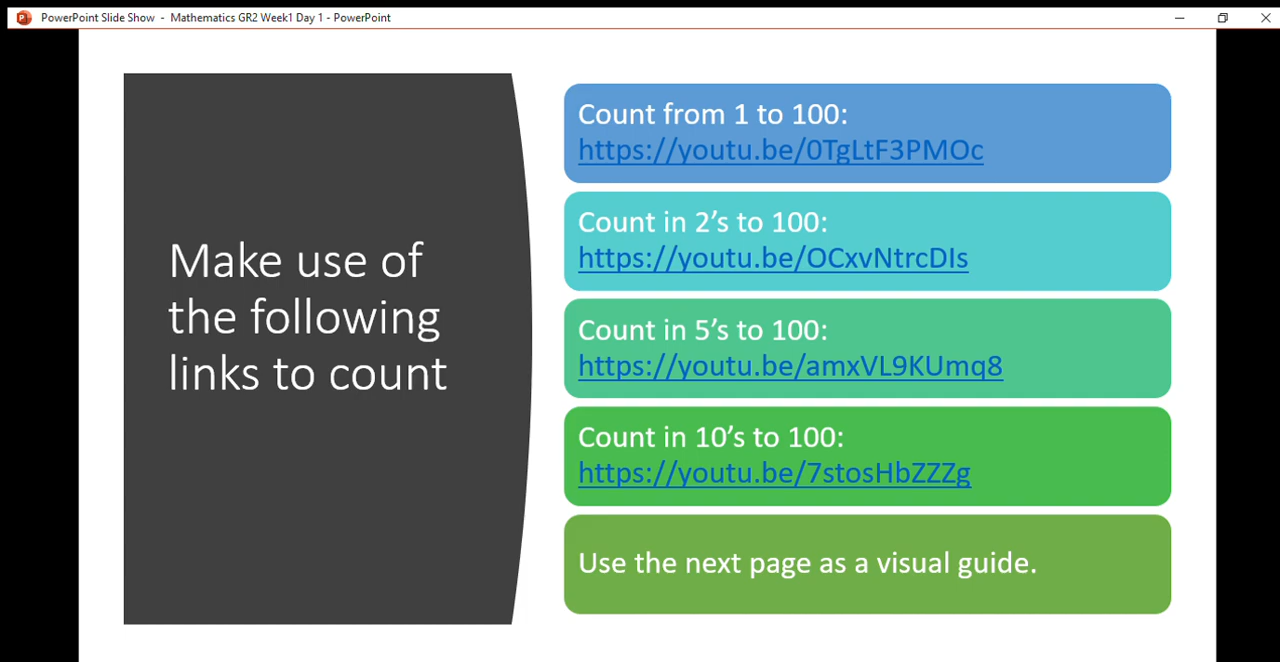 PowerPoint Slide Show - Mathematics GR2 Week1 Day 1 - PowerPoint
Make use of
the following
links to count
Count from 1 to 100:
https://youtu.be/0TgLtF3PMOc
Count in 2’s to 100:
https://youtu.be/OCxvNtrcDIs
Count in 5’s to 100:
https://youtu.be/amxVL9KUmq8
Count in 10’s to 100:
https://youtu.be/7stosHbZZZg
Use the next page as a visual guide.